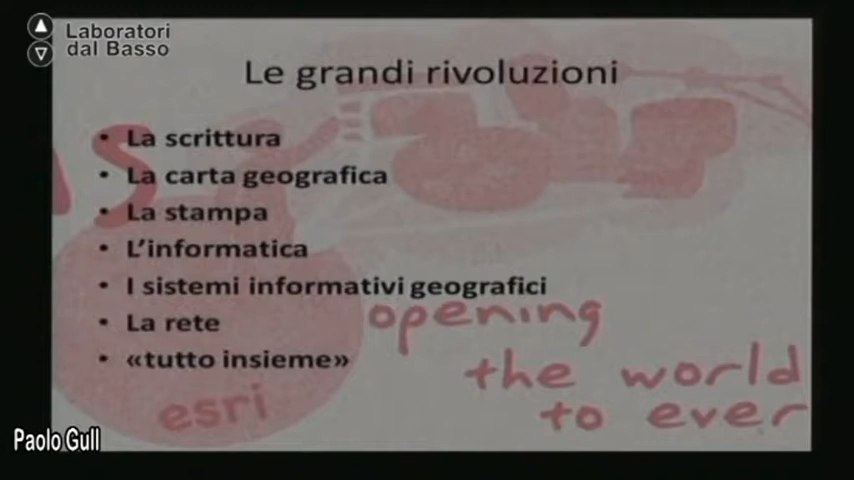 Laboratori
dal Basso
Le grandi rivoluzioni
• La scrittura
• La carta geografica
• La stampa
• L'informatica
• I sistemi informativi geografici
• La rete
• «tutto insieme»
opening
the world
to ever
esri
Paolo Gull